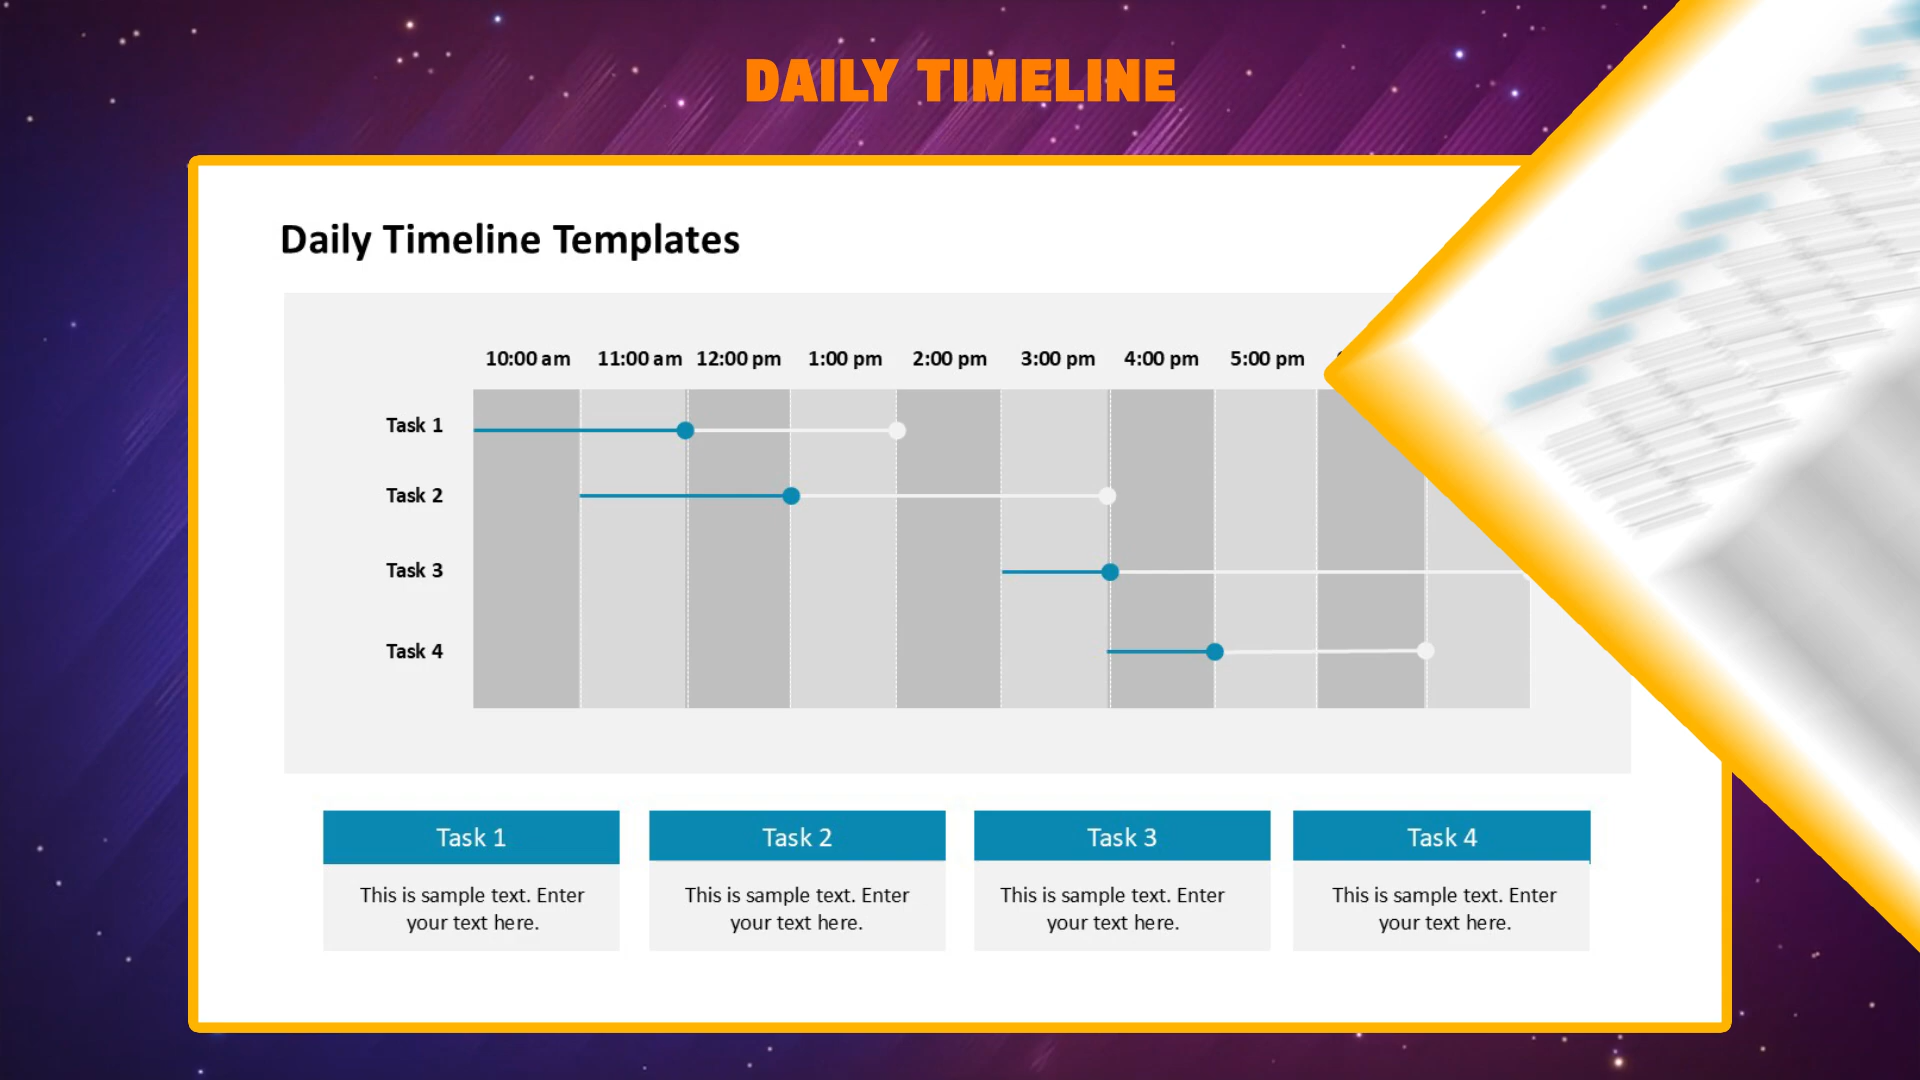 DAILY TIMELINE
Daily Timeline Templates
10:00 am 11:00 am 12:00 pm 1:00 pm 2:00 pm 3:00 pm 4:00 pm 5:00 pm
Task 1
Task 2
Task 3
Task 4
Task 1 Task 2 Task 3 Task 4
This is sample text. Enter This is sample text. Enter This is sample text. Enter This is sample text. Enter
your text here. your text here. your text here. your text here.